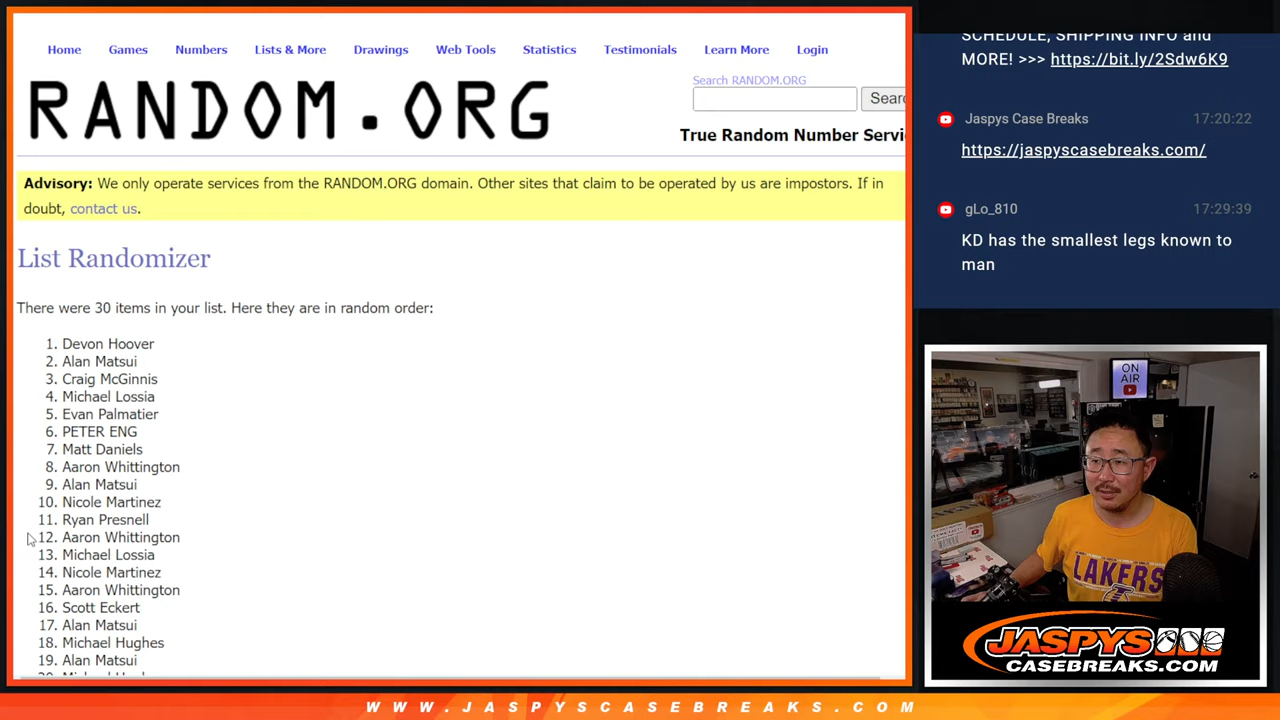 Home Games Numbers Lists & More Drawings Web Tools Statistics Testimonials Learn More Login
RANDOM.ORG
Search RANDOM.ORG
Searc
True Random Number Servi
Advisory: We only operate services from the RANDOM.ORG domain. Other sites that claim to be operated by us are impostors. If in
doubt, contact us.
List Randomizer
There were 30 items in your list. Here they are in random order:
1. Devon Hoover
2. Alan Matsui
3. Craig McGinnis
4. Michael Lossia
5. Evan Palmatier
6. PETER ENG
7. Matt Daniels
8. Aaron Whittington
9. Alan Matsui
10. Nicole Martinez
11. Ryan Presnell
12. Aaron Whittington
13. Michael Lossia
14. Nicole Martinez
15. Aaron Whittington
16. Scott Eckert
17. Alan Matsui
18. Michael Hughes
19. Alan Matsui
SCHEDULE, SHIPPING INFO and
MORE! >>> https://bit.ly/2Sdw6K9
Jaspys Case Breaks 17:20:22
https://jaspyscasebreaks.com/
gLo_810 17:29:39
KD has the smallest legs known to
man
ON
AIR
LAKERS
JASPYS
CASEBREAKS.COM
WWW.JASPYSCASEBREAKS.COM